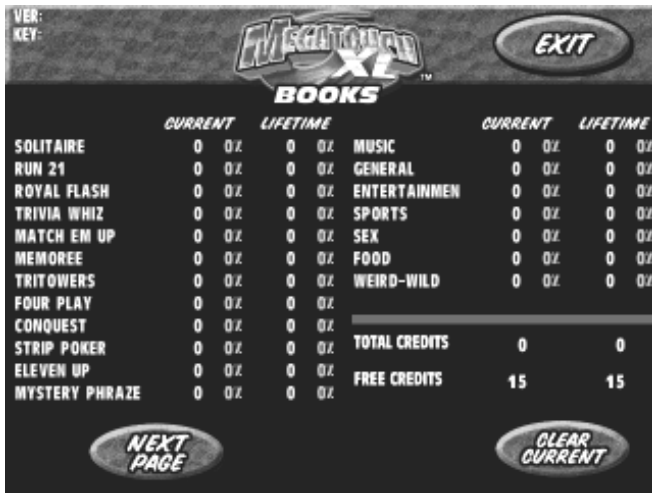 VER:
KEY:
MEGATOUCH
XL
TM
EXIT
BOOKS
CURRENT LIFETIME
SOLITAIRE 0 0% 0 0%
RUN 21 0 0% 0 0%
ROYAL FLASH 0 0% 0 0%
TRIVIA WHIZ 0 0% 0 0%
MATCH EM UP 0 0% 0 0%
MEMOREE 0 0% 0 0%
TRITOWERS 0 0% 0 0%
FOUR PLAY 0 0% 0 0%
CONQUEST 0 0% 0 0%
STRIP POKER 0 0% 0 0%
ELEVEN UP 0 0% 0 0%
MYSTERY PHRAZE 0 0% 0 0%
CURRENT LIFETIME
MUSIC 0 0% 0 0%
GENERAL 0 0% 0 0%
ENTERTAINMEN 0 0% 0 0%
SPORTS 0 0% 0 0%
SEX 0 0% 0 0%
FOOD 0 0% 0 0%
WEIRD-WILD 0 0% 0 0%
TOTAL CREDITS 0 0
FREE CREDITS 15 15
NEXT
PAGE
CLEAR
CURRENT